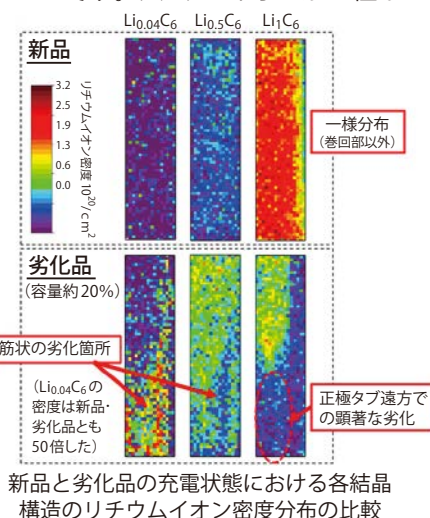 Li0.04C6 Li0.5C6 Li1C6
新品
3.2
2.5
1.9
1.3
0.6
0.0
リチウムイオン密度 10^20/cm^2
一様分布
(巻回部以外)
劣化品
(容量約20%)
筋状の劣化箇所
(Li0.04C6の
密度は新品・
劣化品とも
50倍した)
正極タブ遠方で
の顕著な劣化
新品と劣化品の充電状態における各結晶
構造のリチウムイオン密度分布の比較